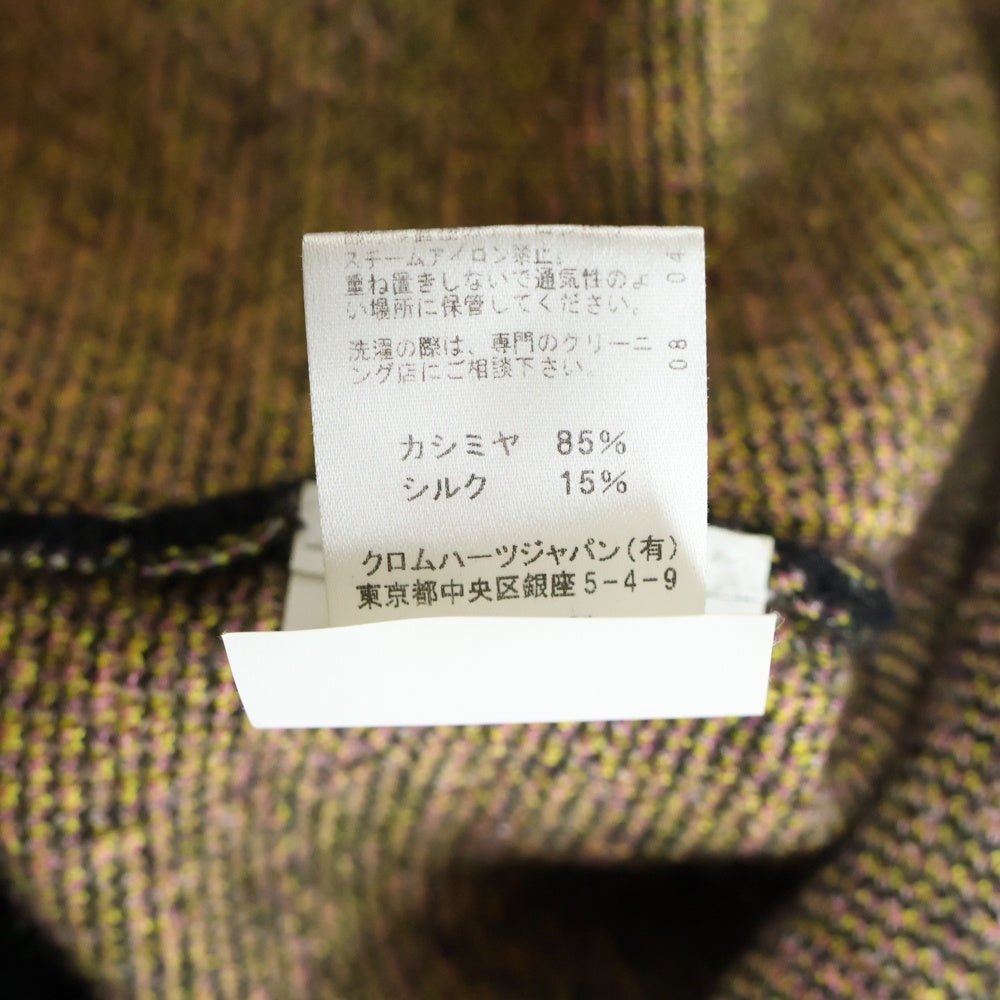 スチームアイロン禁止。
重ね置きしないで通気性のよ
い場所に保管してください。
洗濯の際は、専門のクリーニ
ング店にご相談下さい。
04
08
カシミヤ 85%
シルク 15%
クロムハーツジャパン(有)
東京都中央区銀座5-4-9